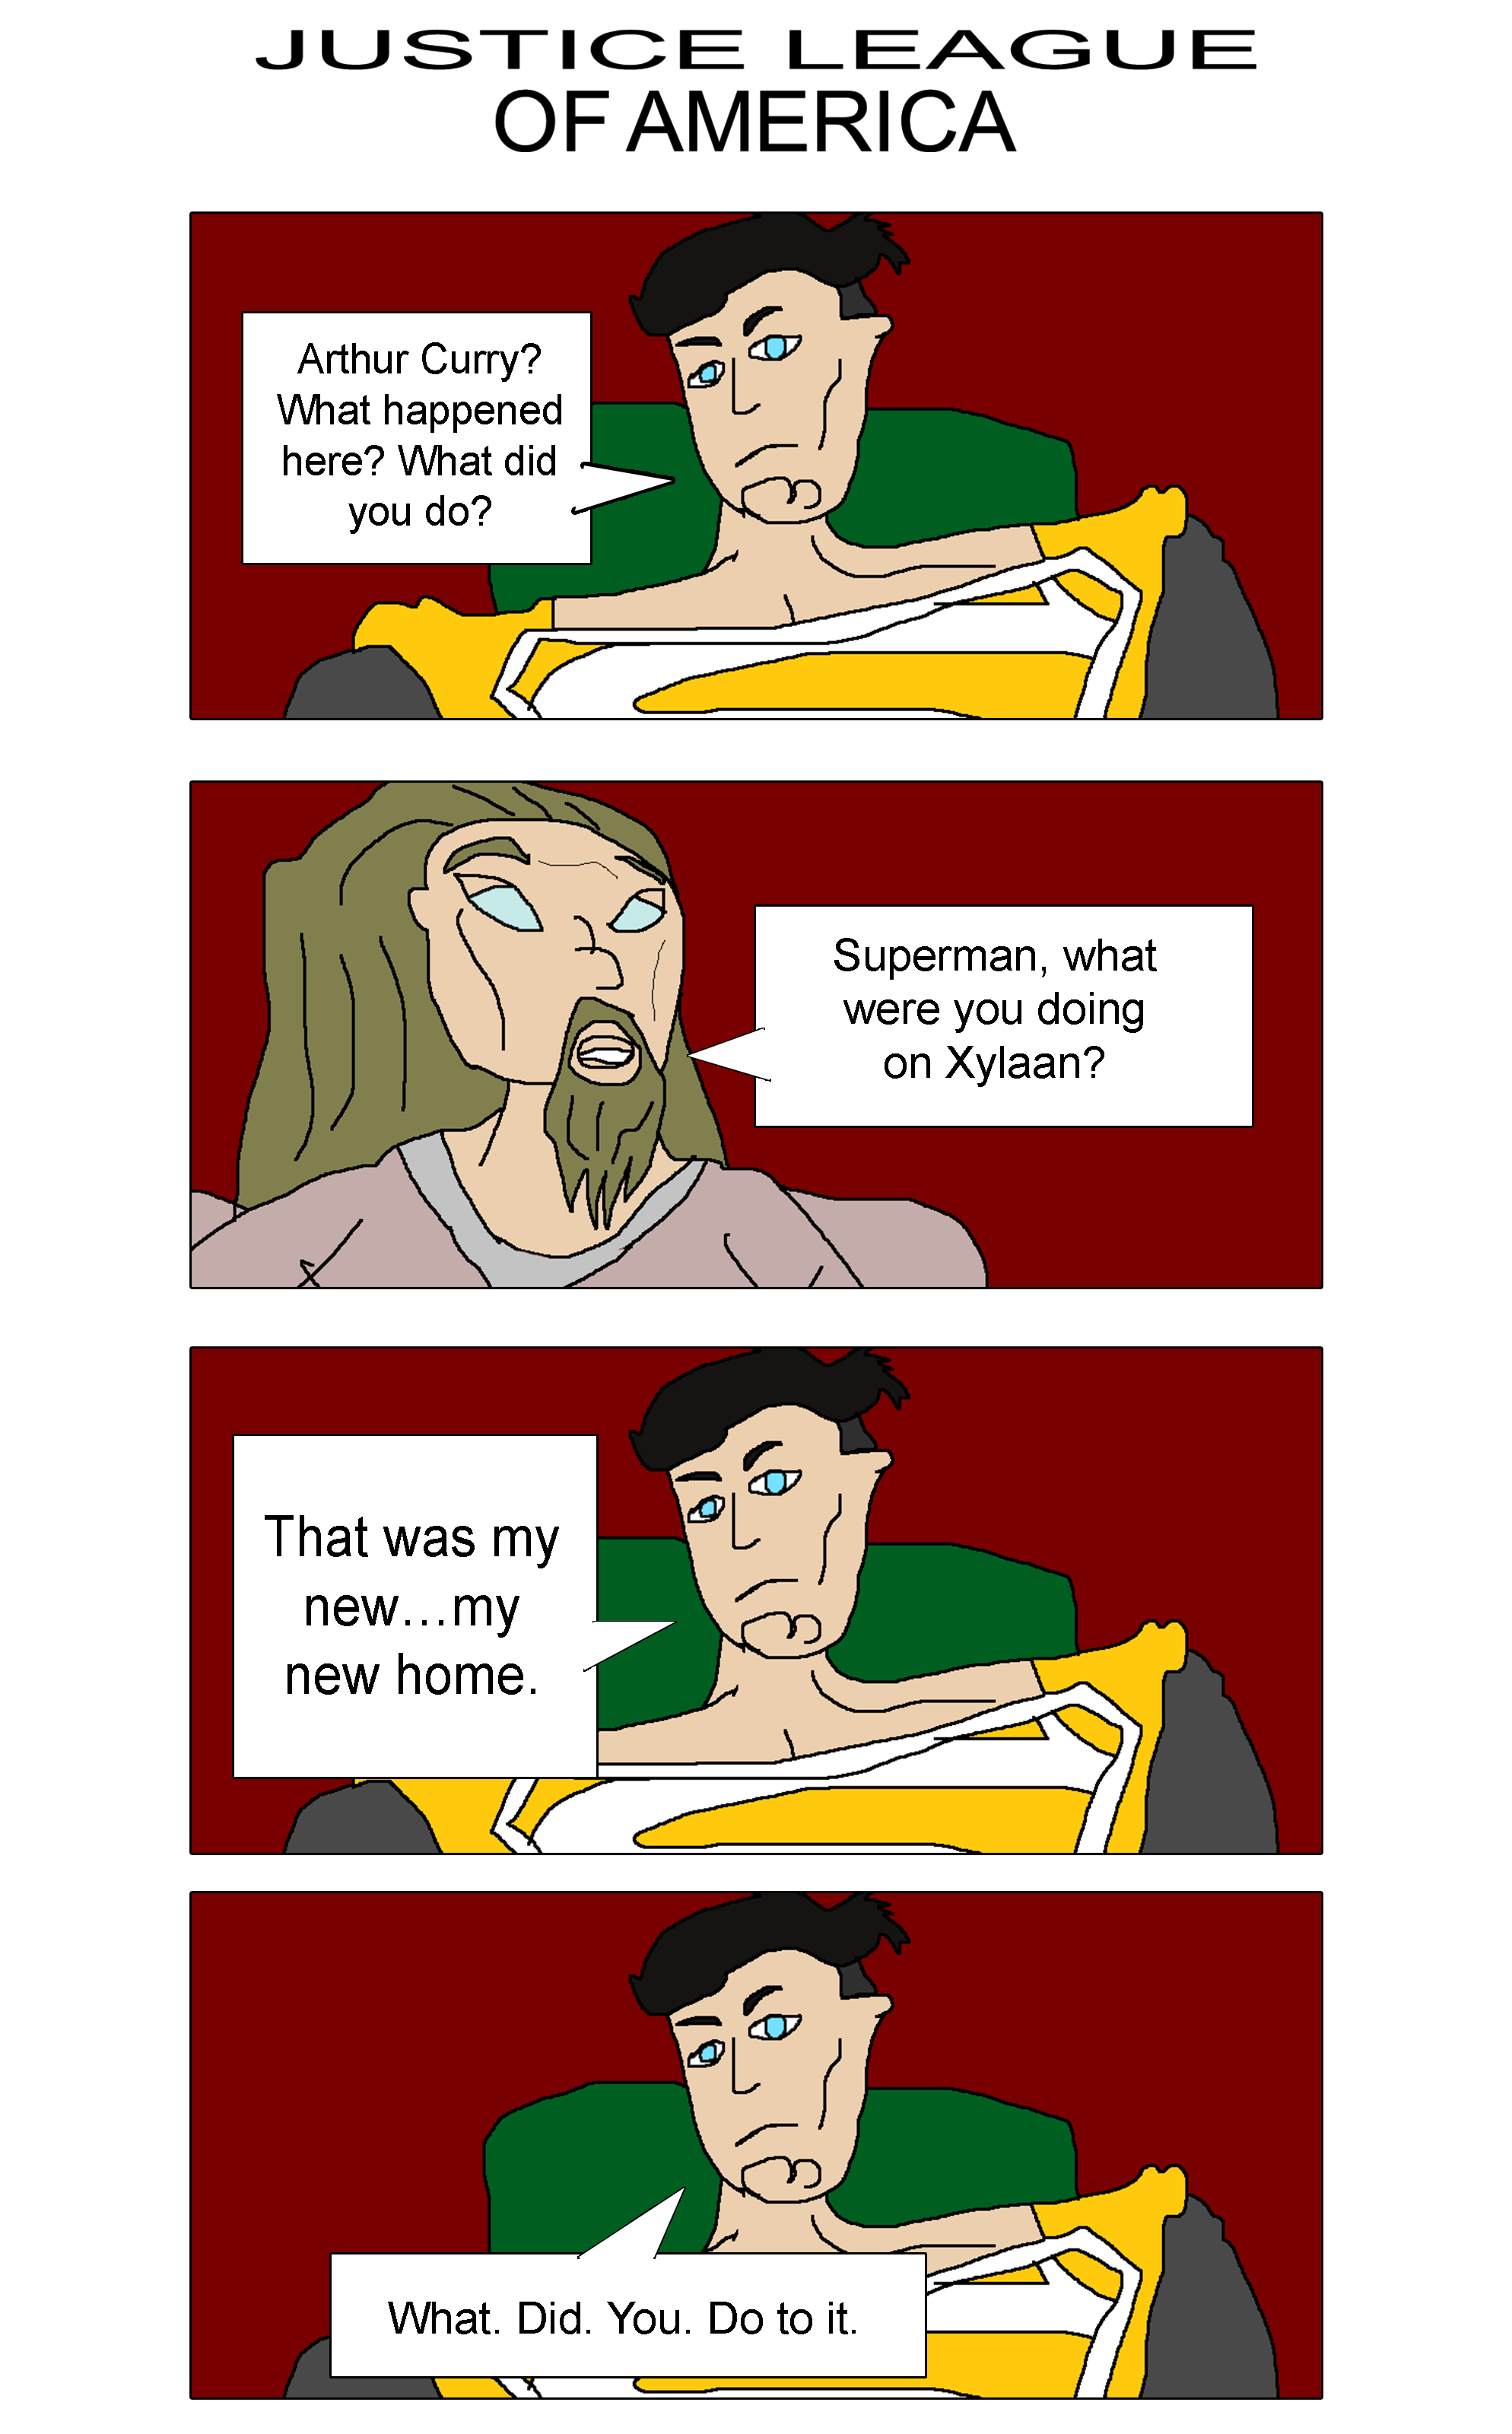 JUSTICE LEAGUE
OF AMERICA
Arthur Curry?
What happened
here? What did
you do?
Superman, what
were you doing
on Xylaan?
That was my
new...my
new home.
What. Did. You. Do to it.